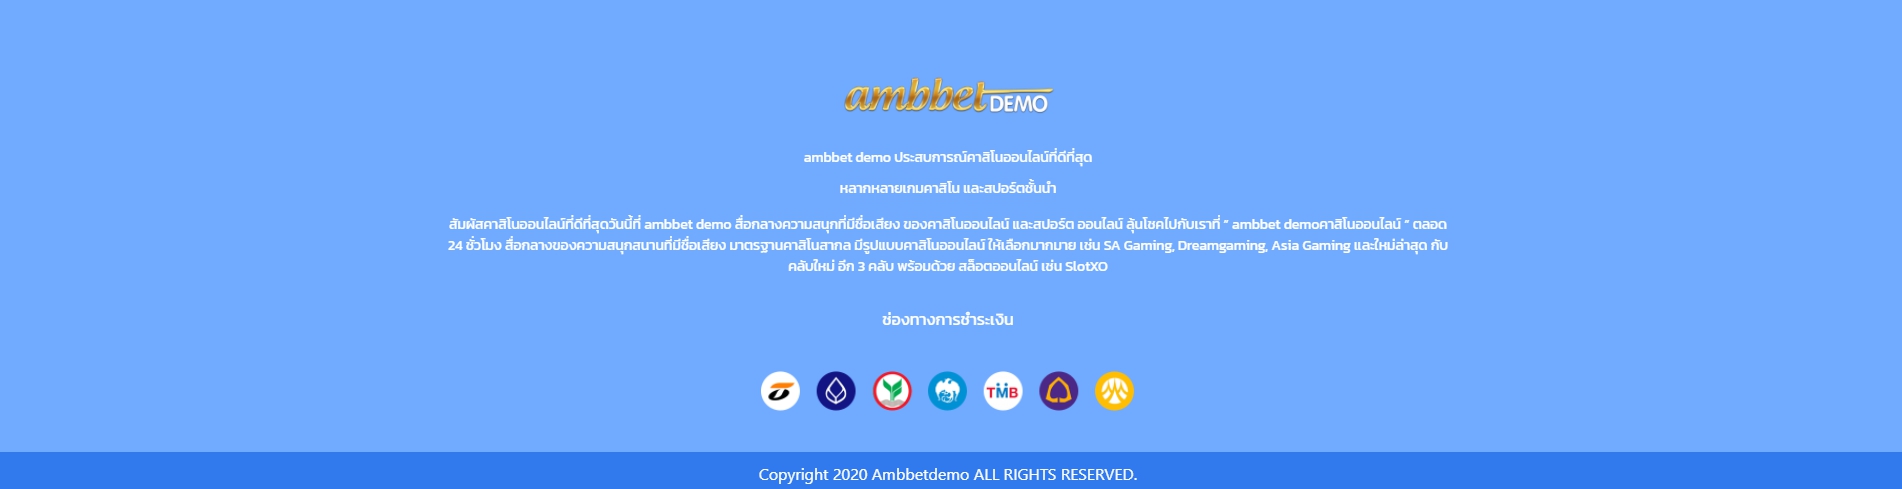 ambbet DEMO
ambbet demo ประสบการณ์คาสิโนออนไลน์ที่ดีที่สุด
หลากหลายเกมคาสิโน และสปอร์ตชั้นนำ
สัมผัสคาสิโนออนไลน์ที่ดีที่สุดวันนี้ที่ ambbet demo สื่อกลางความสนุกที่มีชื่อเสียง ของคาสิโนออนไลน์ และสปอร์ต ออนไลน์ ลุ้นโชคไปกับเราที่ “ ambbet demoคาสิโนออนไลน์ ” ตลอด
24 ชั่วโมง สื่อกลางของความสนุกสนานที่มีชื่อเสียง มาตรฐานคาสิโนสากล มีรูปแบบคาสิโนออนไลน์ ให้เลือกมากมาย เช่น SA Gaming, Dreamgaming, Asia Gaming และใหม่ล่าสุด กับ
คลับใหม่ อีก 3 คลับ พร้อมด้วย สล็อตออนไลน์ เช่น SlotXO
ช่องทางการชำระเงิน
TMB
Copyright 2020 Ambbetdemo ALL RIGHTS RESERVED.